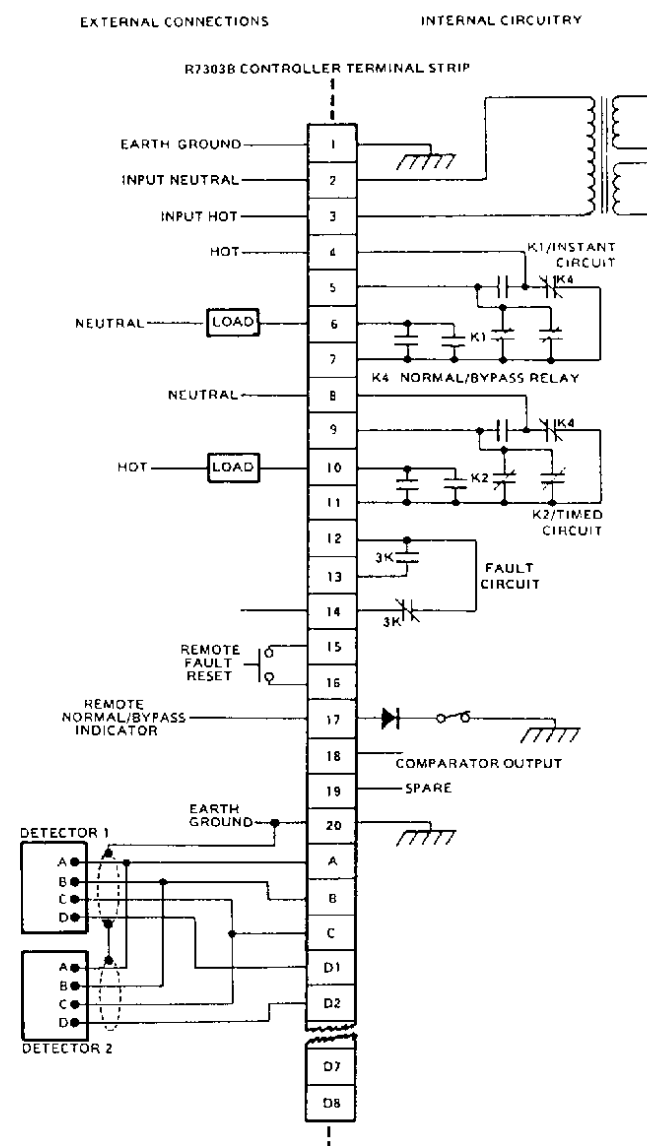 EXTERNAL CONNECTIONS
INTERNAL CIRCUITRY
R7303B CONTROLLER TERMINAL STRIP
EARTH GROUND
1
INPUT NEUTRAL
2
INPUT HOT
3
HOT
4
K1/INSTANT
CIRCUIT
5
K4
NEUTRAL
LOAD
6
K1
7
K4 NORMAL/BYPASS RELAY
NEUTRAL
8
9
K4
HOT
LOAD
10
K2
11
K2/TIMED
CIRCUIT
12
3K
13
FAULT
CIRCUIT
14
3K
REMOTE
FAULT
RESET
15
16
REMOTE
NORMAL/BYPASS
INDICATOR
17
18
COMPARATOR OUTPUT
19
SPARE
EARTH
GROUND
20
DETECTOR 1
A
B
C
D
A
B
C
D1
D2
A
B
C
D
DETECTOR 2
D7
D8